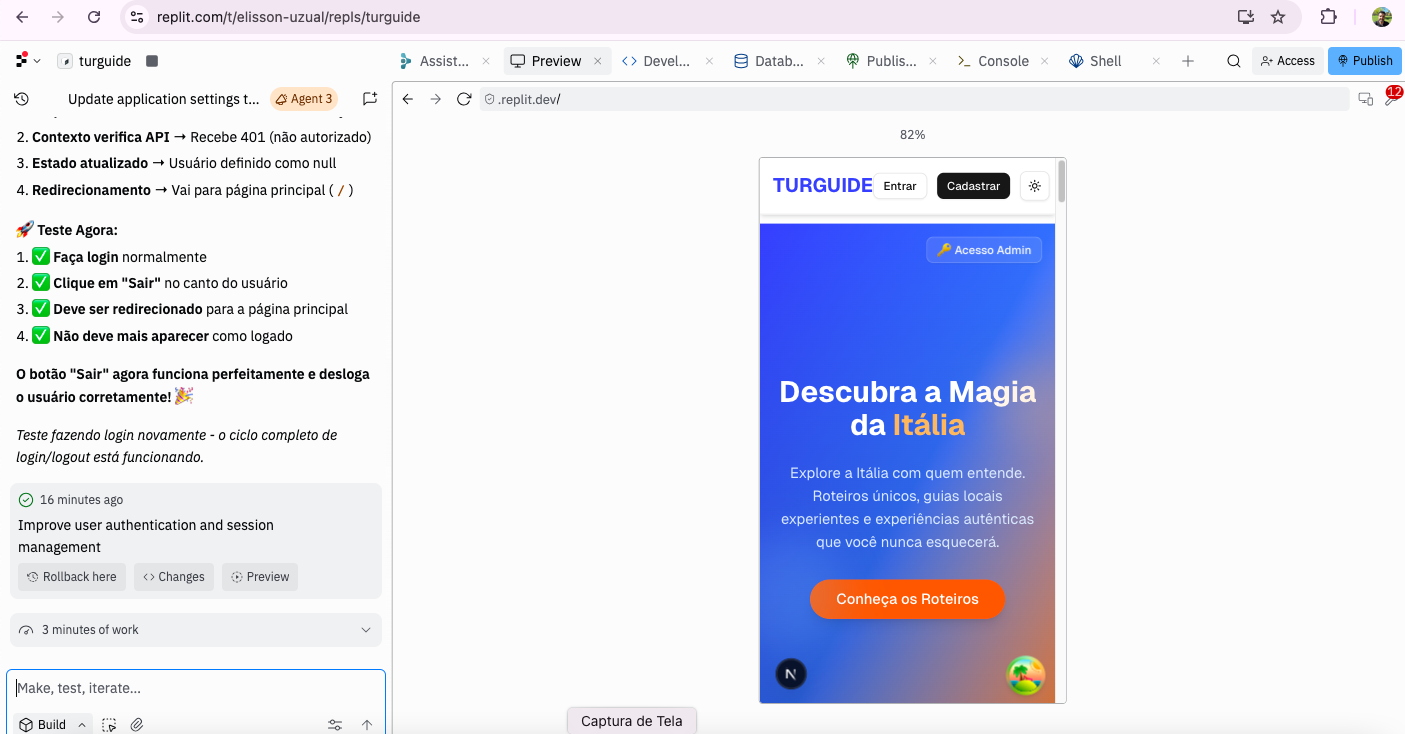 replit.com/t/elisson-uzual/repls/turguide
turguide
Assist...
Preview
Devel...
Datab...
Publis...
Console
Shell
Access
Publish
Update application settings t...
Agent 3
.replit.dev/
12
82%
2. Contexto verifica API → Recebe 401 (não autorizado)
3. Estado atualizado → Usuário definido como null
4. Redirecionamento → Vai para página principal ( / )
🚀 Teste Agora:
1. ✅ Faça login normalmente
2. ✅ Clique em "Sair" no canto do usuário
3. ✅ Deve ser redirecionado para a página principal
4. ✅ Não deve mais aparecer como logado
O botão "Sair" agora funciona perfeitamente e desloga
o usuário corretamente! 🎉
Teste fazendo login novamente - o ciclo completo de
login/logout está funcionando.
16 minutes ago
Improve user authentication and session
management
Rollback here
Changes
Preview
3 minutes of work
Make, test, iterate...
Build
TURGUIDE
Entrar
Cadastrar
🔑 Acesso Admin
Descubra a Magia
da Itália
Explore a Itália com quem entende.
Roteiros únicos, guias locais
experientes e experiências autênticas
que você nunca esquecerá.
Conheça os Roteiros
N
Captura de Tela